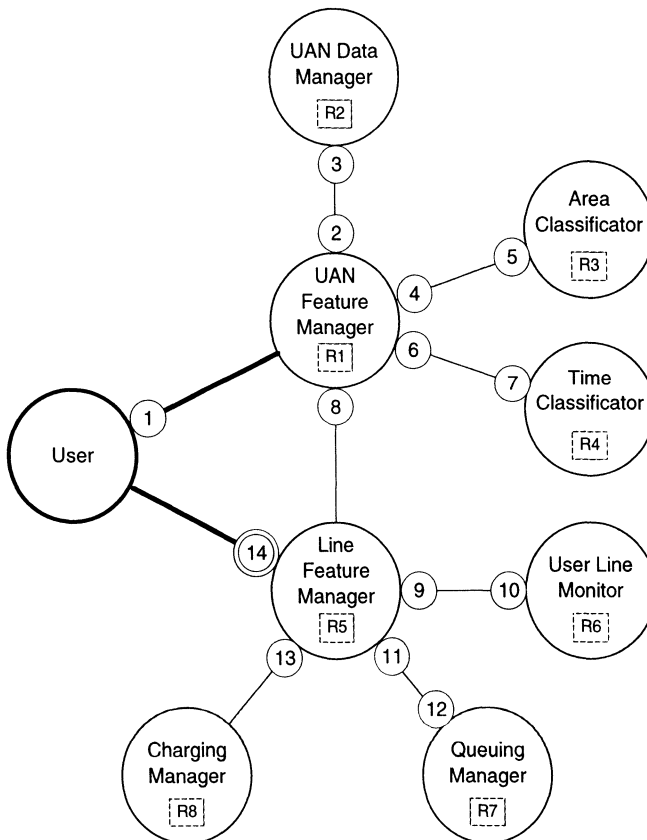 UAN Data
Manager
R2
3
2
Area
Classificator
R3
5
4
UAN
Feature
Manager
R1
6
7
Time
Classificator
R4
8
1
User
14
Line
Feature
Manager
R5
9
10
User Line
Monitor
R6
13
11
12
Charging
Manager
R8
Queuing
Manager
R7